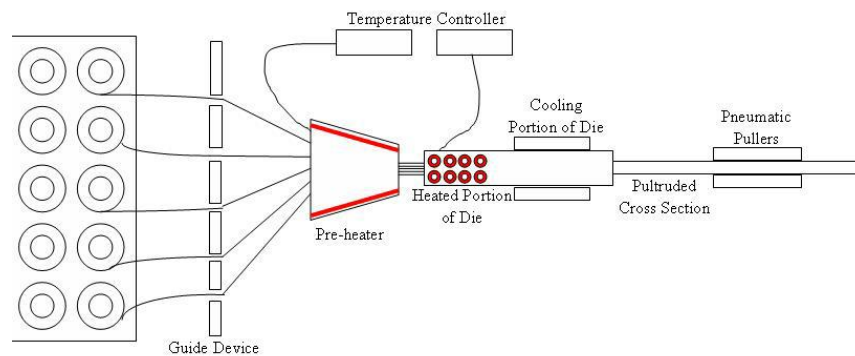 Temperature Controller
Cooling
Portion of Die
Pneumatic
Pullers
Heated Portion
of Die
Pultruded
Cross Section
Pre-heater
Guide Device